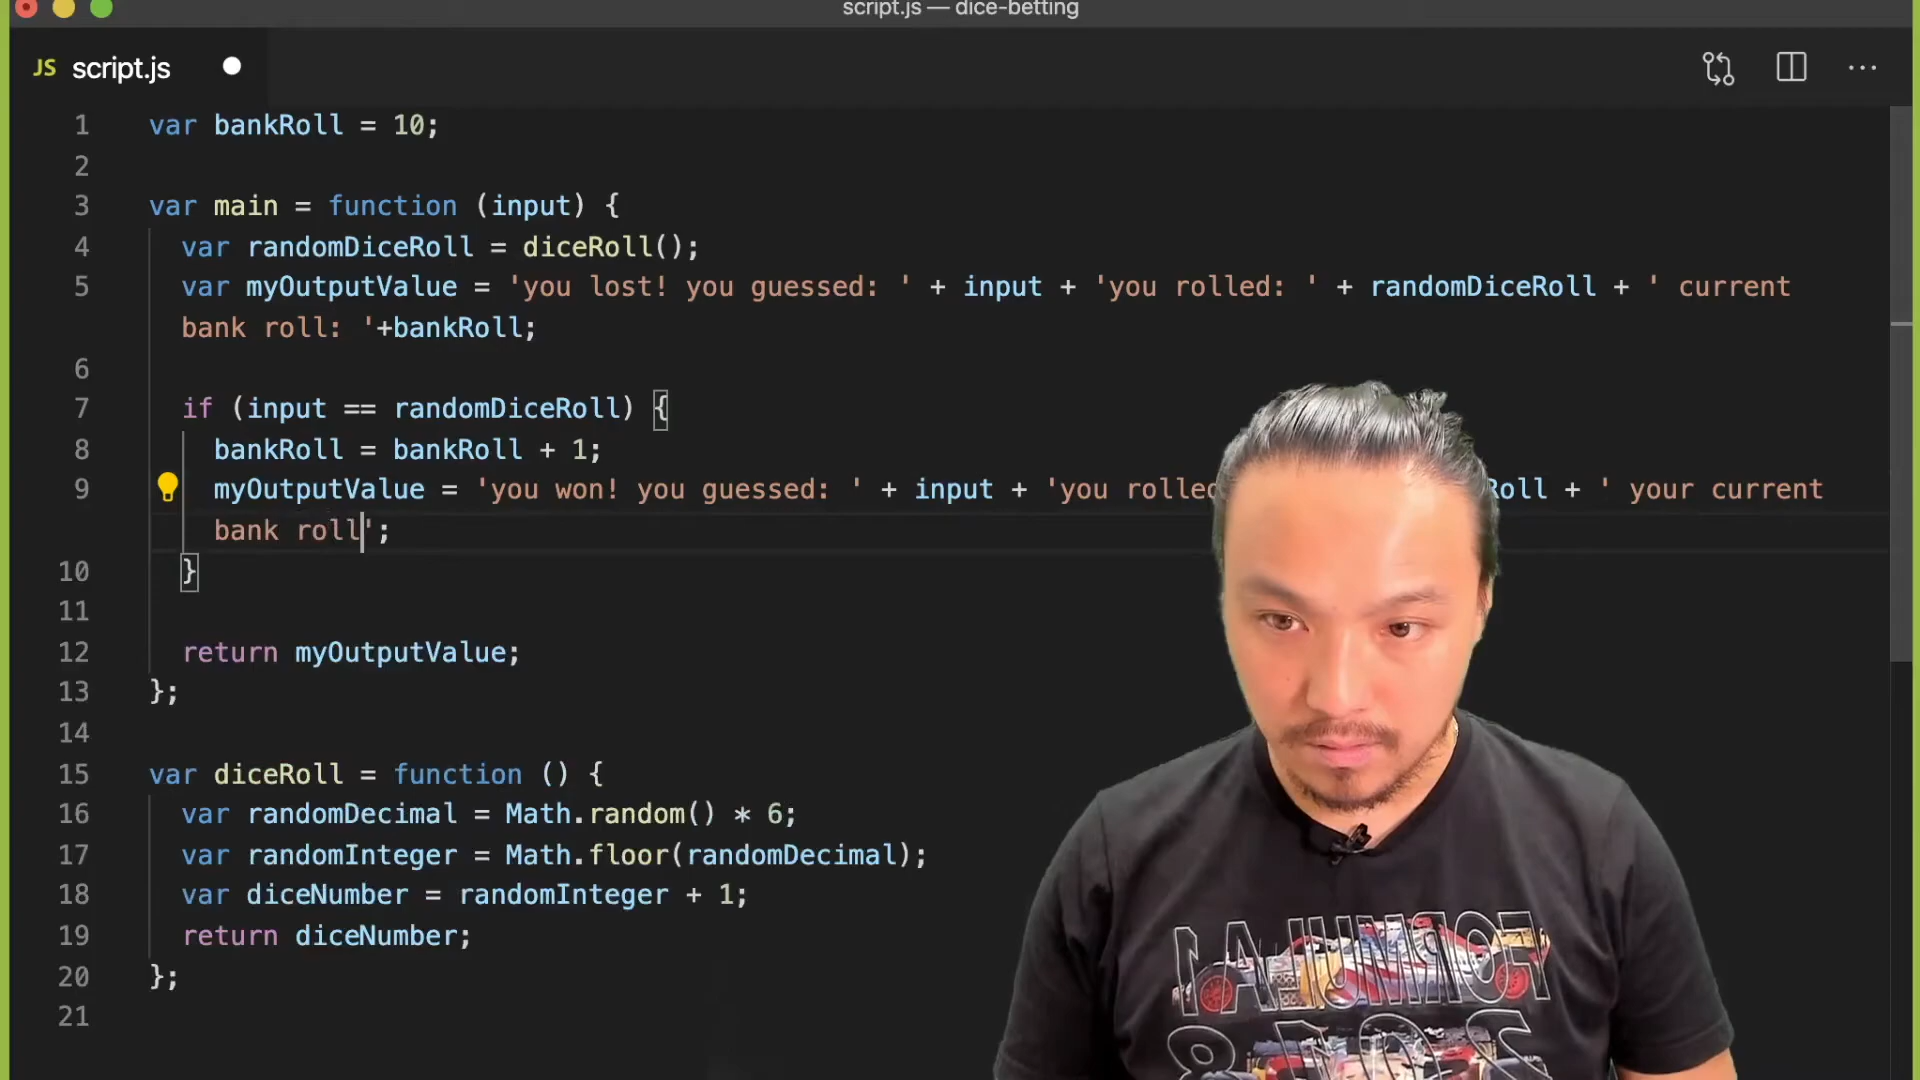 script.js — dice-betting
JS script.js
1 var bankRoll = 10;
2
3 var main = function (input) {
4 var randomDiceRoll = diceRoll();
5 var myOutputValue = 'you lost! you guessed: ' + input + 'you rolled: ' + randomDiceRoll + ' current
bank roll: '+bankRoll;
6
7 if (input == randomDiceRoll) {
8 bankRoll = bankRoll + 1;
9 myOutputValue = 'you won! you guessed: ' + input + 'you rolled Roll + ' your current
bank roll';
10 }
11
12 return myOutputValue;
13 };
14
15 var diceRoll = function () {
16 var randomDecimal = Math.random() * 6;
17 var randomInteger = Math.floor(randomDecimal);
18 var diceNumber = randomInteger + 1;
19 return diceNumber;
20 };
21
FORMULA1